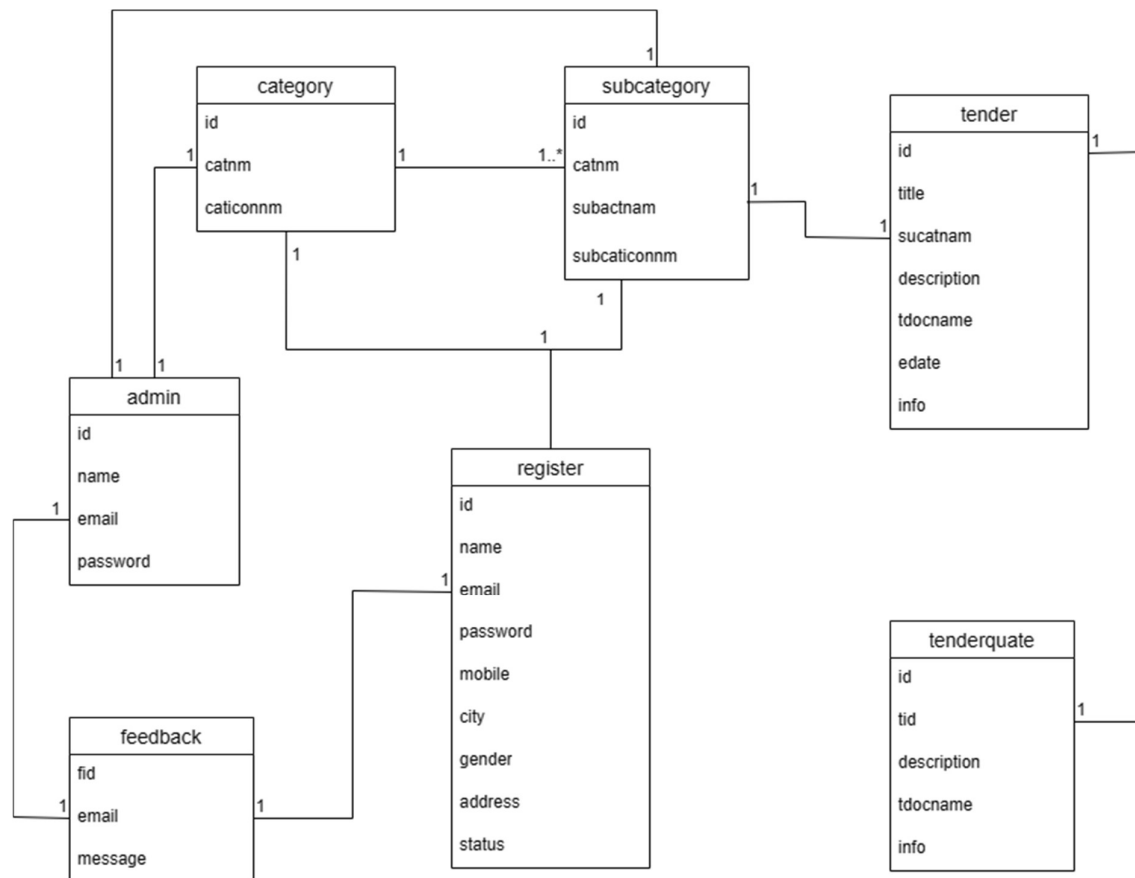 1
category
id
catnm
caticonnm
1
1
1
1
subcategory
id
catnm
subactnam
subcaticonnm
1..*
1
1
1
tender
id
title
sucatnam
description
tdocname
edate
info
1
1
1
admin
id
name
email
password
1
1
register
id
name
email
password
mobile
city
gender
address
status
1
feedback
fid
email
message
1
1
tenderquate
id
tid
description
tdocname
info
1